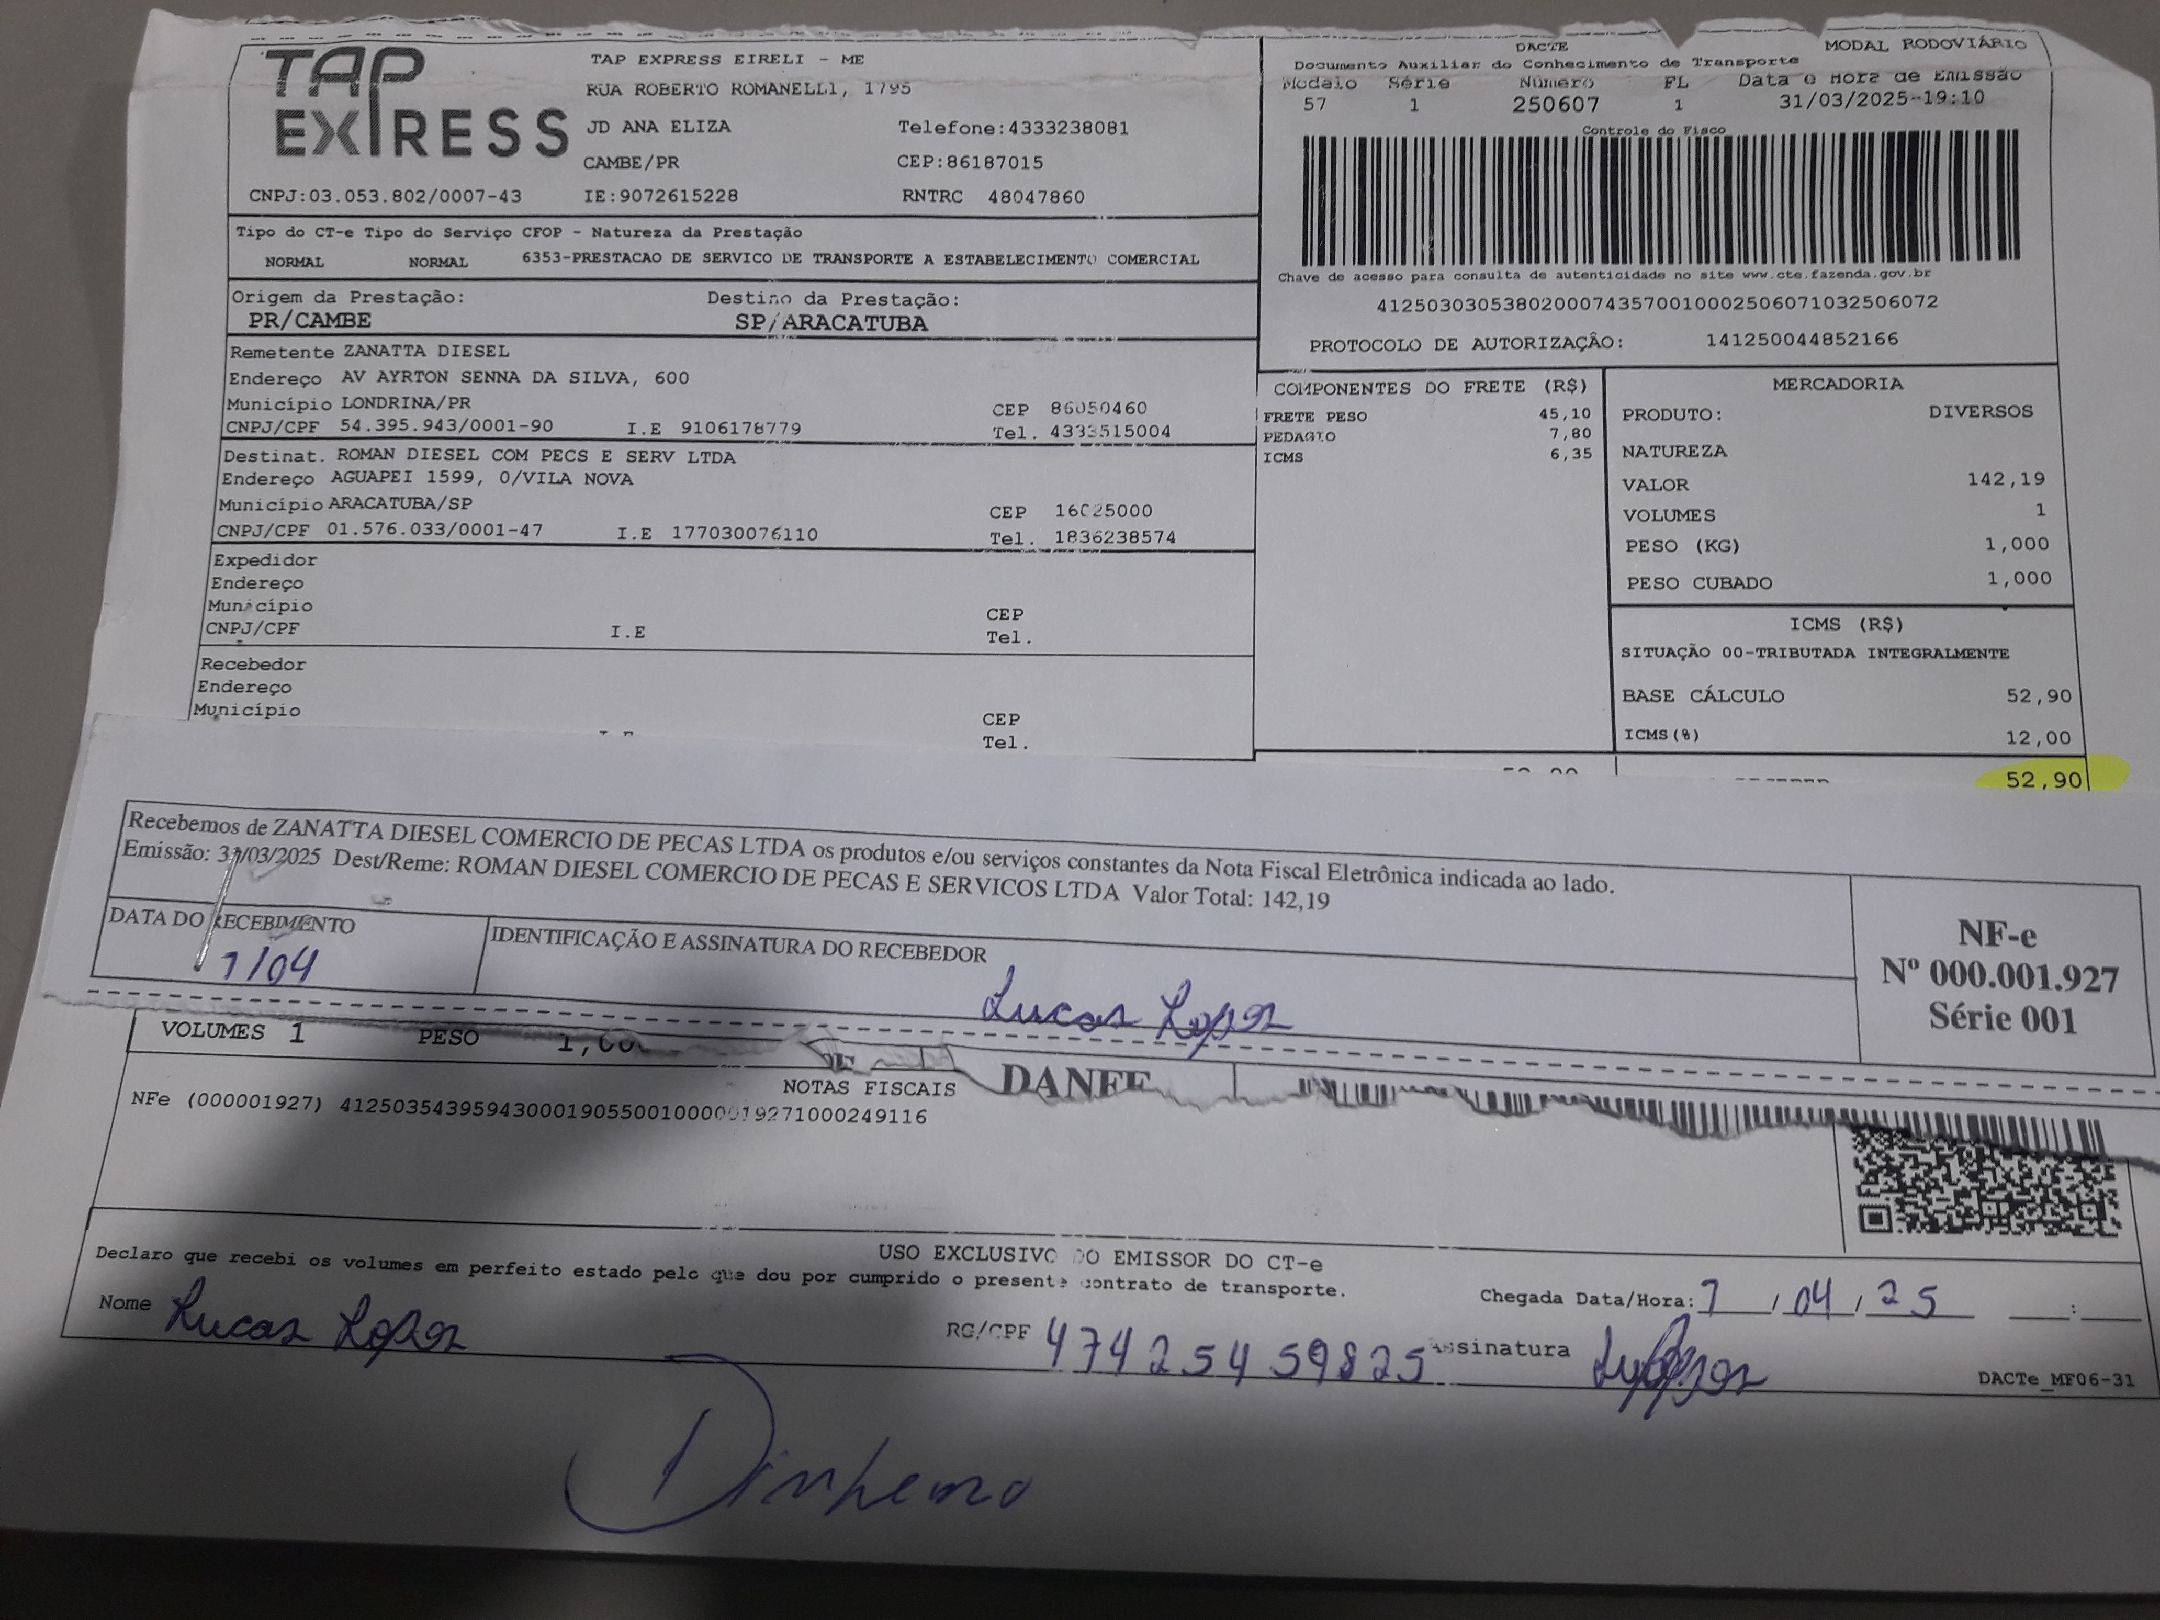 TAP EXPRESS
TAP EXPRESS EIRELI - ME
RUA ROBERTO ROMANELLI, 1795
JD ANA ELIZA Telefone:4333238081
CAMBE/PR CEP:86187015
CNPJ:03.053.802/0007-43 IE:9072615228 RNTRC 48047860
DACTE MODAL RODOVIÁRIO
Documento Auxiliar do Conhecimento de Transporte
Modelo Série Número FL Data e Hora de Emissão
57 1 250607 1 31/03/2025-19:10
Controle do Fisco
Chave de acesso para consulta de autenticidade no site www.cte.fazenda.gov.br
41250303053802000743570010002506071032506072
PROTOCOLO DE AUTORIZAÇÃO: 141250044852166
Tipo do CT-e Tipo do Serviço CFOP - Natureza da Prestação
NORMAL NORMAL 6353-PRESTACAO DE SERVICO DE TRANSPORTE A ESTABELECIMENTO COMERCIAL
Origem da Prestação: Destino da Prestação:
PR/CAMBE SP/ARACATUBA
Remetente ZANATTA DIESEL
Endereço AV AYRTON SENNA DA SILVA, 600
Município LONDRINA/PR CEP 86050460
CNPJ/CPF 54.395.943/0001-90 I.E 9106178779 Tel. 4333515004
Destinat. ROMAN DIESEL COM PECS E SERV LTDA
Endereço AGUAPEI 1599, 0/VILA NOVA
Município ARACATUBA/SP CEP 16025000
CNPJ/CPF 01.576.033/0001-47 I.E 177030076110 Tel. 1836238574
Expedidor
Endereço
Município CEP
CNPJ/CPF I.E Tel.
Recebedor
Endereço
Município CEP
Tel.
COMPONENTES DO FRETE (R$)
FRETE PESO 45,10
PEDAGIO 7,80
ICMS 6,35
MERCADORIA
PRODUTO: DIVERSOS
NATUREZA
VALOR 142,19
VOLUMES 1
PESO (KG) 1,000
PESO CUBADO 1,000
ICMS (R$)
SITUAÇÃO 00-TRIBUTADA INTEGRALMENTE
BASE CÁLCULO 52,90
ICMS(%) 12,00
52,90
Recebemos de ZANATTA DIESEL COMERCIO DE PECAS LTDA os produtos e/ou serviços constantes da Nota Fiscal Eletrônica indicada ao lado.
Emissão: 31/03/2025 Dest/Reme: ROMAN DIESEL COMERCIO DE PECAS E SERVICOS LTDA Valor Total: 142,19
DATA DO RECEBIMENTO IDENTIFICAÇÃO E ASSINATURA DO RECEBEDOR
7/04 Lucas Lopes
NF-e
Nº 000.001.927
Série 001
VOLUMES 1 PESO
DANFE
NOTAS FISCAIS
NFe (000001927) 41250354395943000190550010000019271000249116
USO EXCLUSIVO DO EMISSOR DO CT-e
Declaro que recebi os volumes em perfeito estado pelo que dou por cumprido o presente contrato de transporte.
Chegada Data/Hora: 7 / 04 / 25 :
Nome Lucas Lopes RG/CPF 47425459825 Assinatura
DACTe_MF06-31
Dinheiro